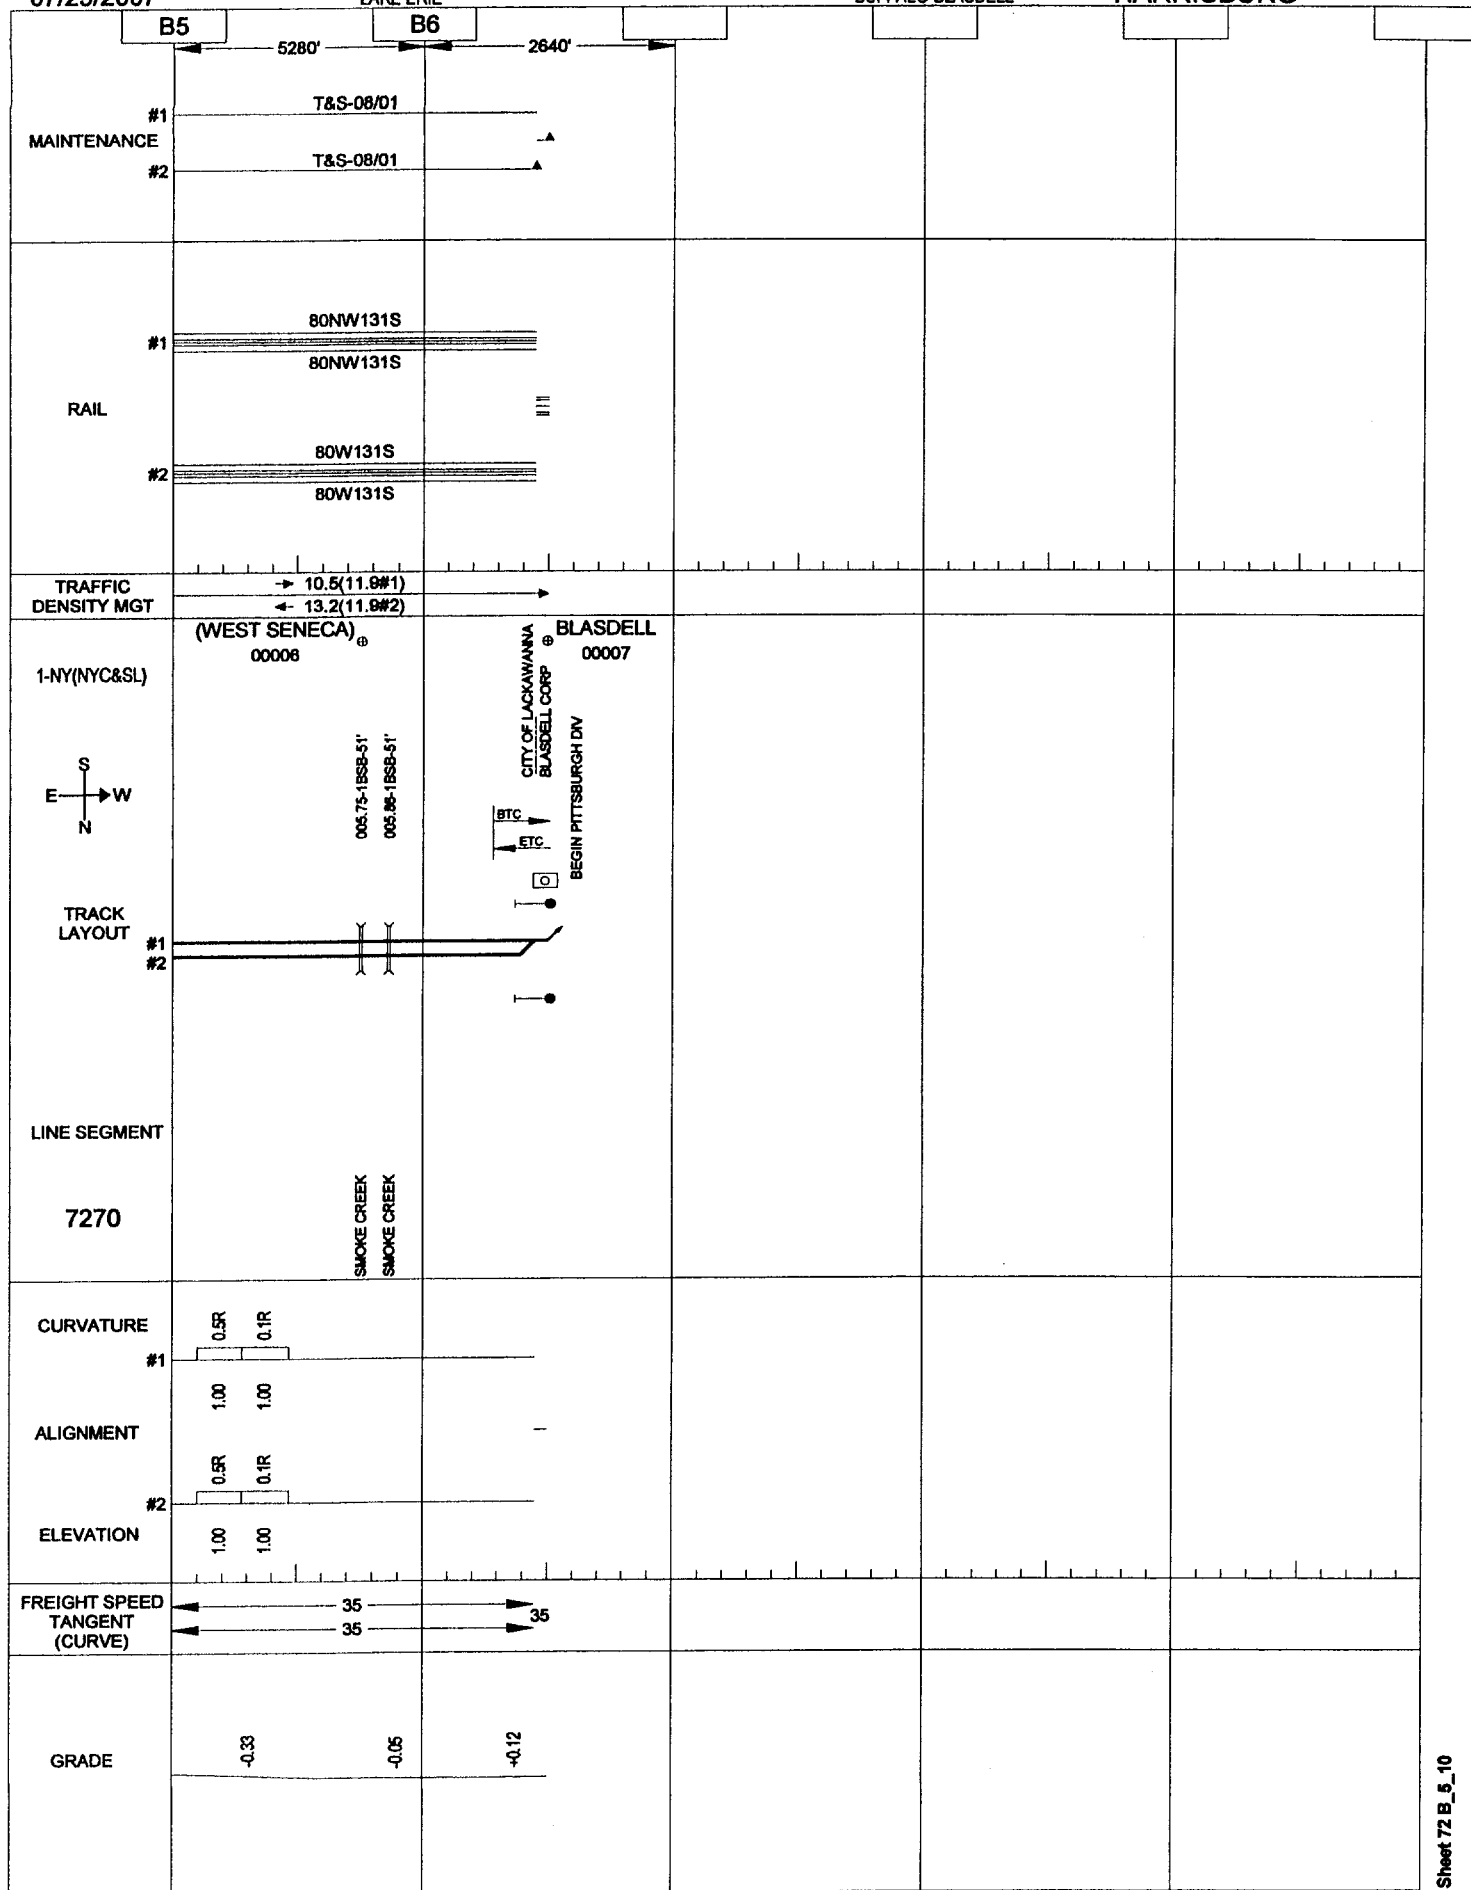 B5
B6
5280'
2640'
#1
T&S-08/01
MAINTENANCE
#2
T&S-08/01
80NW131S
#1
80NW131S
RAIL
80W131S
#2
80W131S
TRAFFIC
DENSITY MGT
10.5(11.9#1)
13.2(11.9#2)
(WEST SENECA)
00006
BLASDELL
00007
CITY OF LACKAWANNA
BLASDELL CORP
BEGIN PITTSBURGH DIV
1-NY(NYC&SL)
S
E
W
N
005.75-1BSB-51'
005.86-1BSB-51'
BTC
ETC
TRACK
LAYOUT
#1
#2
LINE SEGMENT
7270
SMOKE CREEK
SMOKE CREEK
CURVATURE
#1
0.5R
0.1R
1.00
1.00
ALIGNMENT
#2
0.5R
0.1R
ELEVATION
1.00
1.00
FREIGHT SPEED
TANGENT
(CURVE)
35
35
35
GRADE
-0.33
-0.05
+0.12
Sheet 72 B_5_10